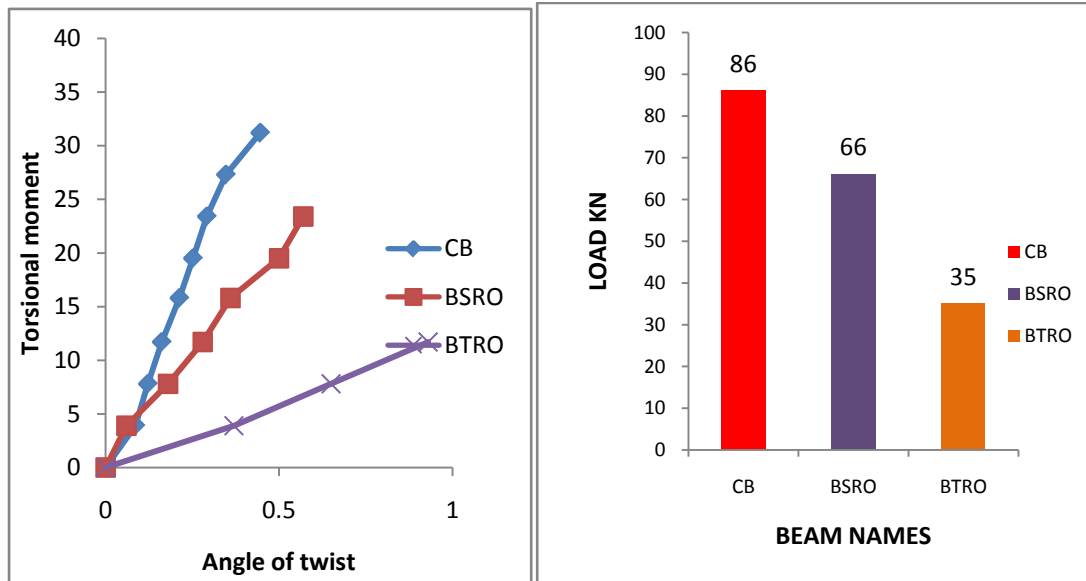 40
35
30
25
20
15
10
5
0
Torsional moment
0 0.5 1
Angle of twist
CB
BSRO
BTRO
100
90
80
70
60
50
40
30
20
10
0
LOAD KN
86
66
35
CB BSRO BTRO
BEAM NAMES
CB
BSRO
BTRO